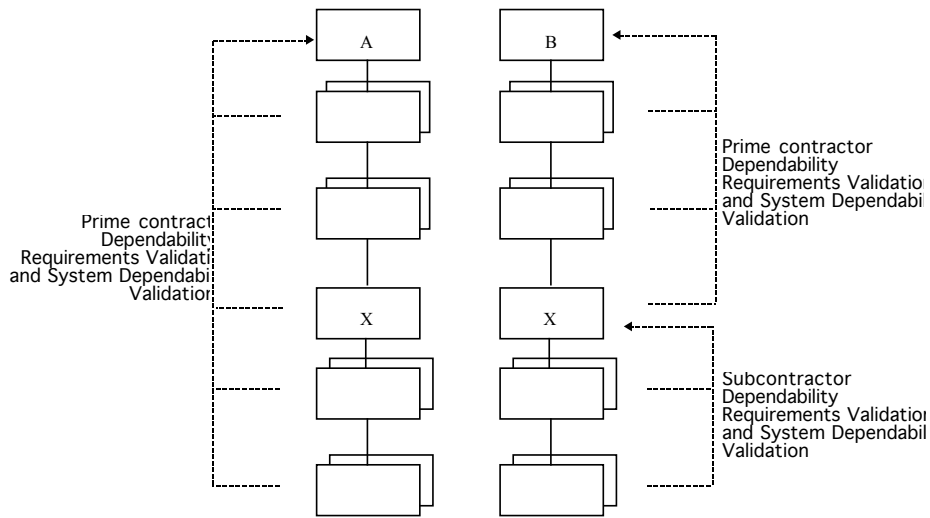 A
B
Prime contractor
Dependability
Requirements Validatio
and System Dependabi
Validation
Prime contract
Dependability
Requirements Validati
and System Dependabi
Validation
X
X
Subcontractor
Dependability
Requirements Validation
and System Dependabil
Validation